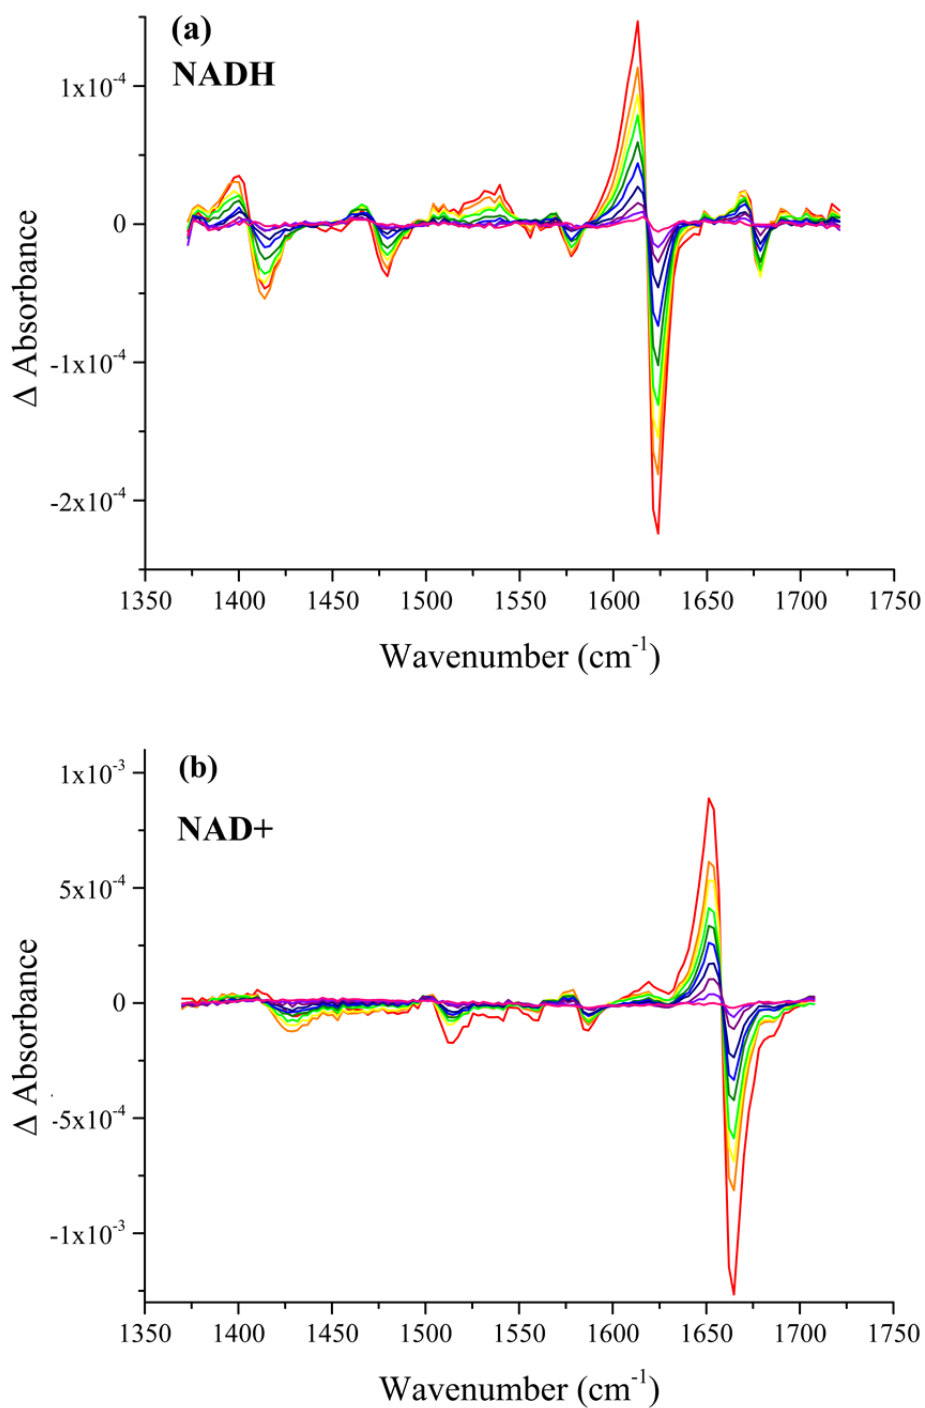 (a)
NADH
1x10⁻⁴
0
-1x10⁻⁴
-2x10⁻⁴
Δ Absorbance
1350 1400 1450 1500 1550 1600 1650 1700 1750
Wavenumber (cm⁻¹)
(b)
NAD+
1x10⁻³
5x10⁻⁴
0
-5x10⁻⁴
-1x10⁻³
Δ Absorbance
1350 1400 1450 1500 1550 1600 1650 1700 1750
Wavenumber (cm⁻¹)